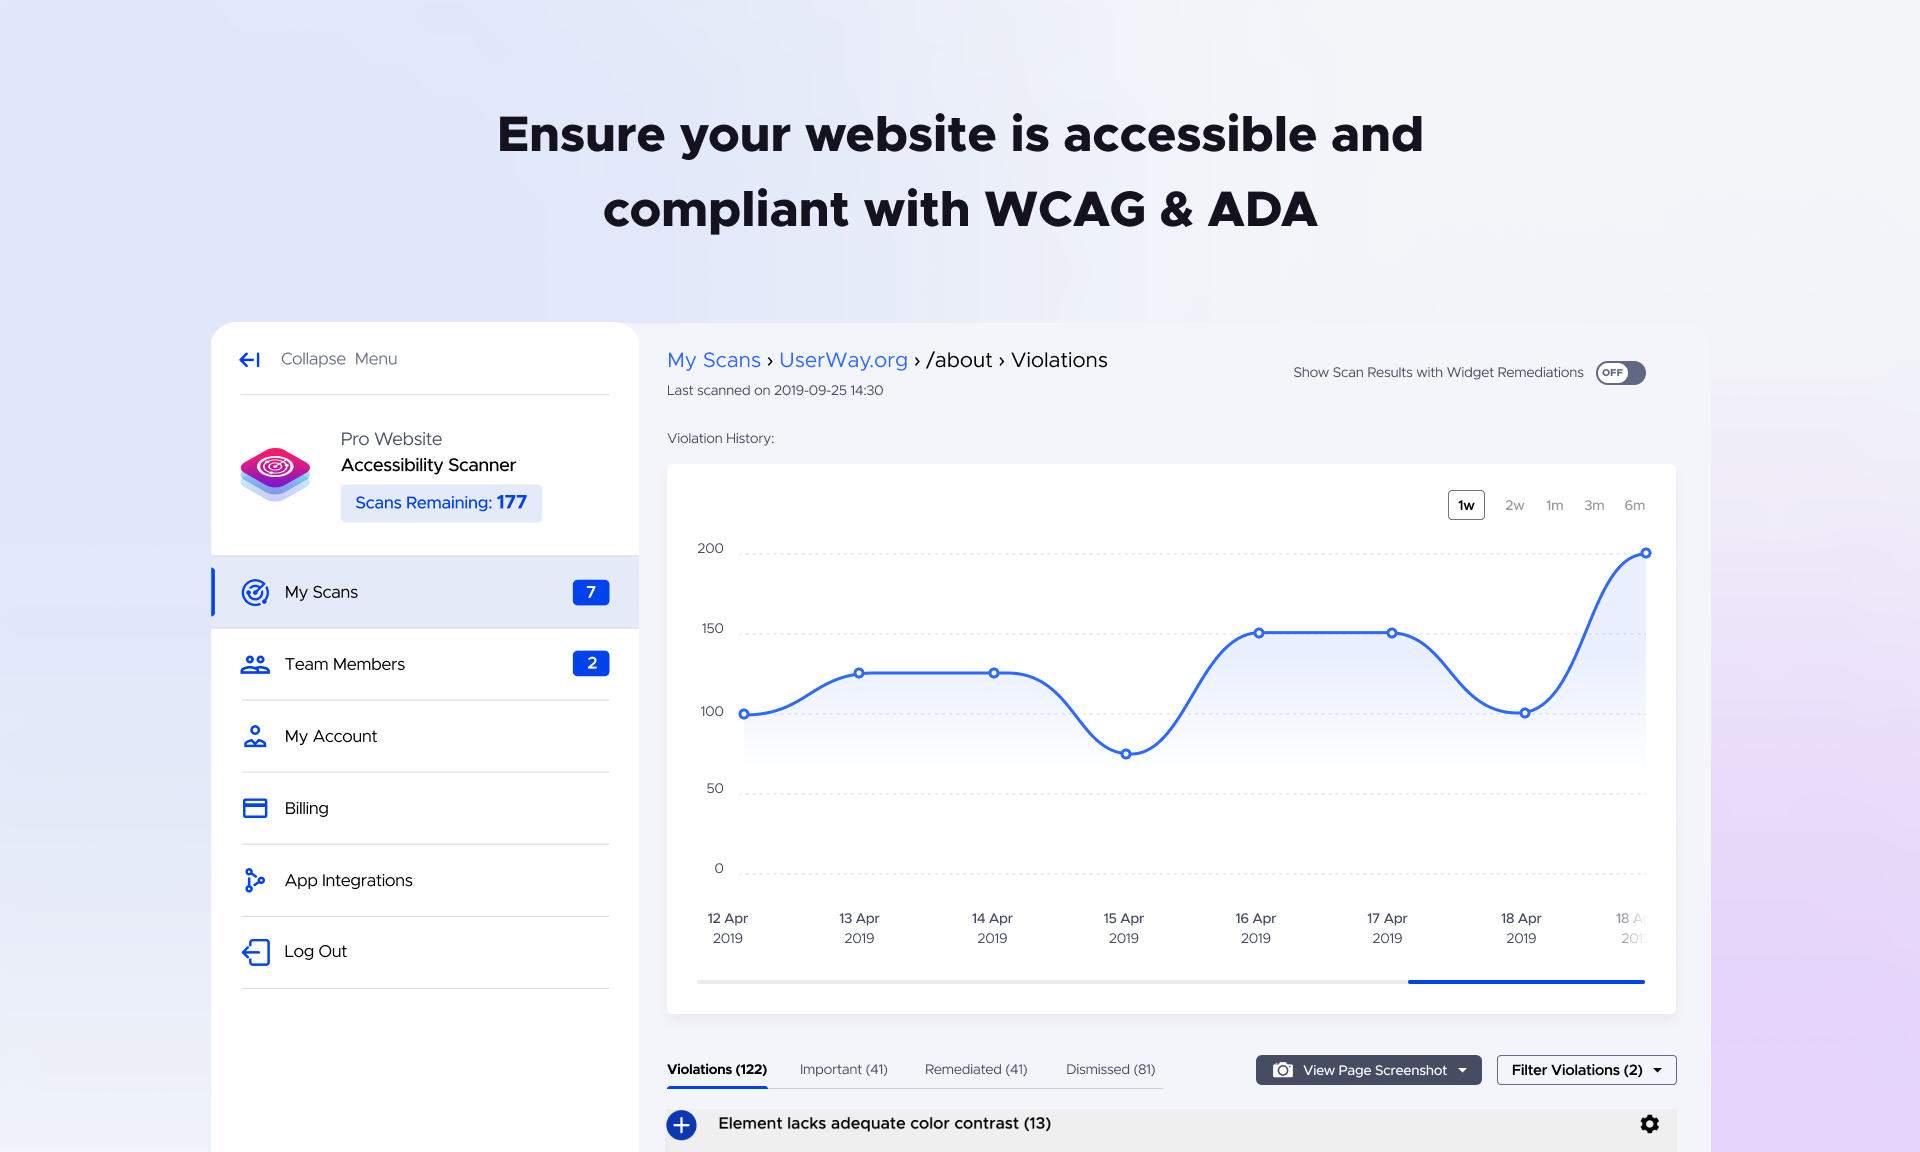 Ensure your website is accessible and
compliant with WCAG & ADA
Collapse Menu
Pro Website
Accessibility Scanner
Scans Remaining: 177
My Scans 7
Team Members 2
My Account
Billing
App Integrations
Log Out
My Scans › UserWay.org › /about › Violations
Last scanned on 2019-09-25 14:30
Show Scan Results with Widget Remediations OFF
Violation History:
1w 2w 1m 3m 6m
200
150
100
50
0
12 Apr 13 Apr 14 Apr 15 Apr 16 Apr 17 Apr 18 Apr 18 A
2019 2019 2019 2019 2019 2019 2019 201
Violations (122) Important (41) Remediated (41) Dismissed (81) View Page Screenshot Filter Violations (2)
Element lacks adequate color contrast (13)